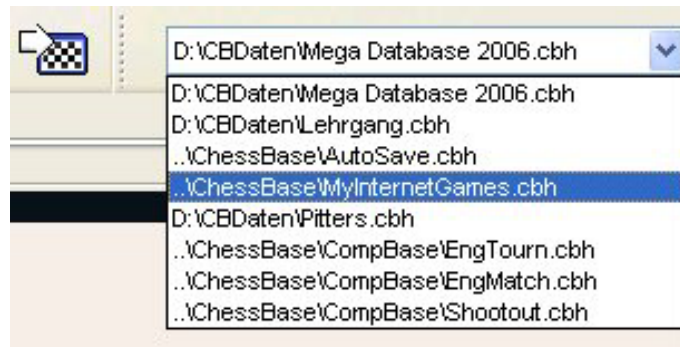 D:\CBDaten\Mega Database 2006.cbh
D:\CBDaten\Mega Database 2006.cbh
D:\CBDaten\Lehrgang.cbh
..\ChessBase\AutoSave.cbh
..\ChessBase\MyInternetGames.cbh
D:\CBDaten\Pitters.cbh
..\ChessBase\CompBase\EngTourn.cbh
..\ChessBase\CompBase\EngMatch.cbh
..\ChessBase\CompBase\Shootout.cbh